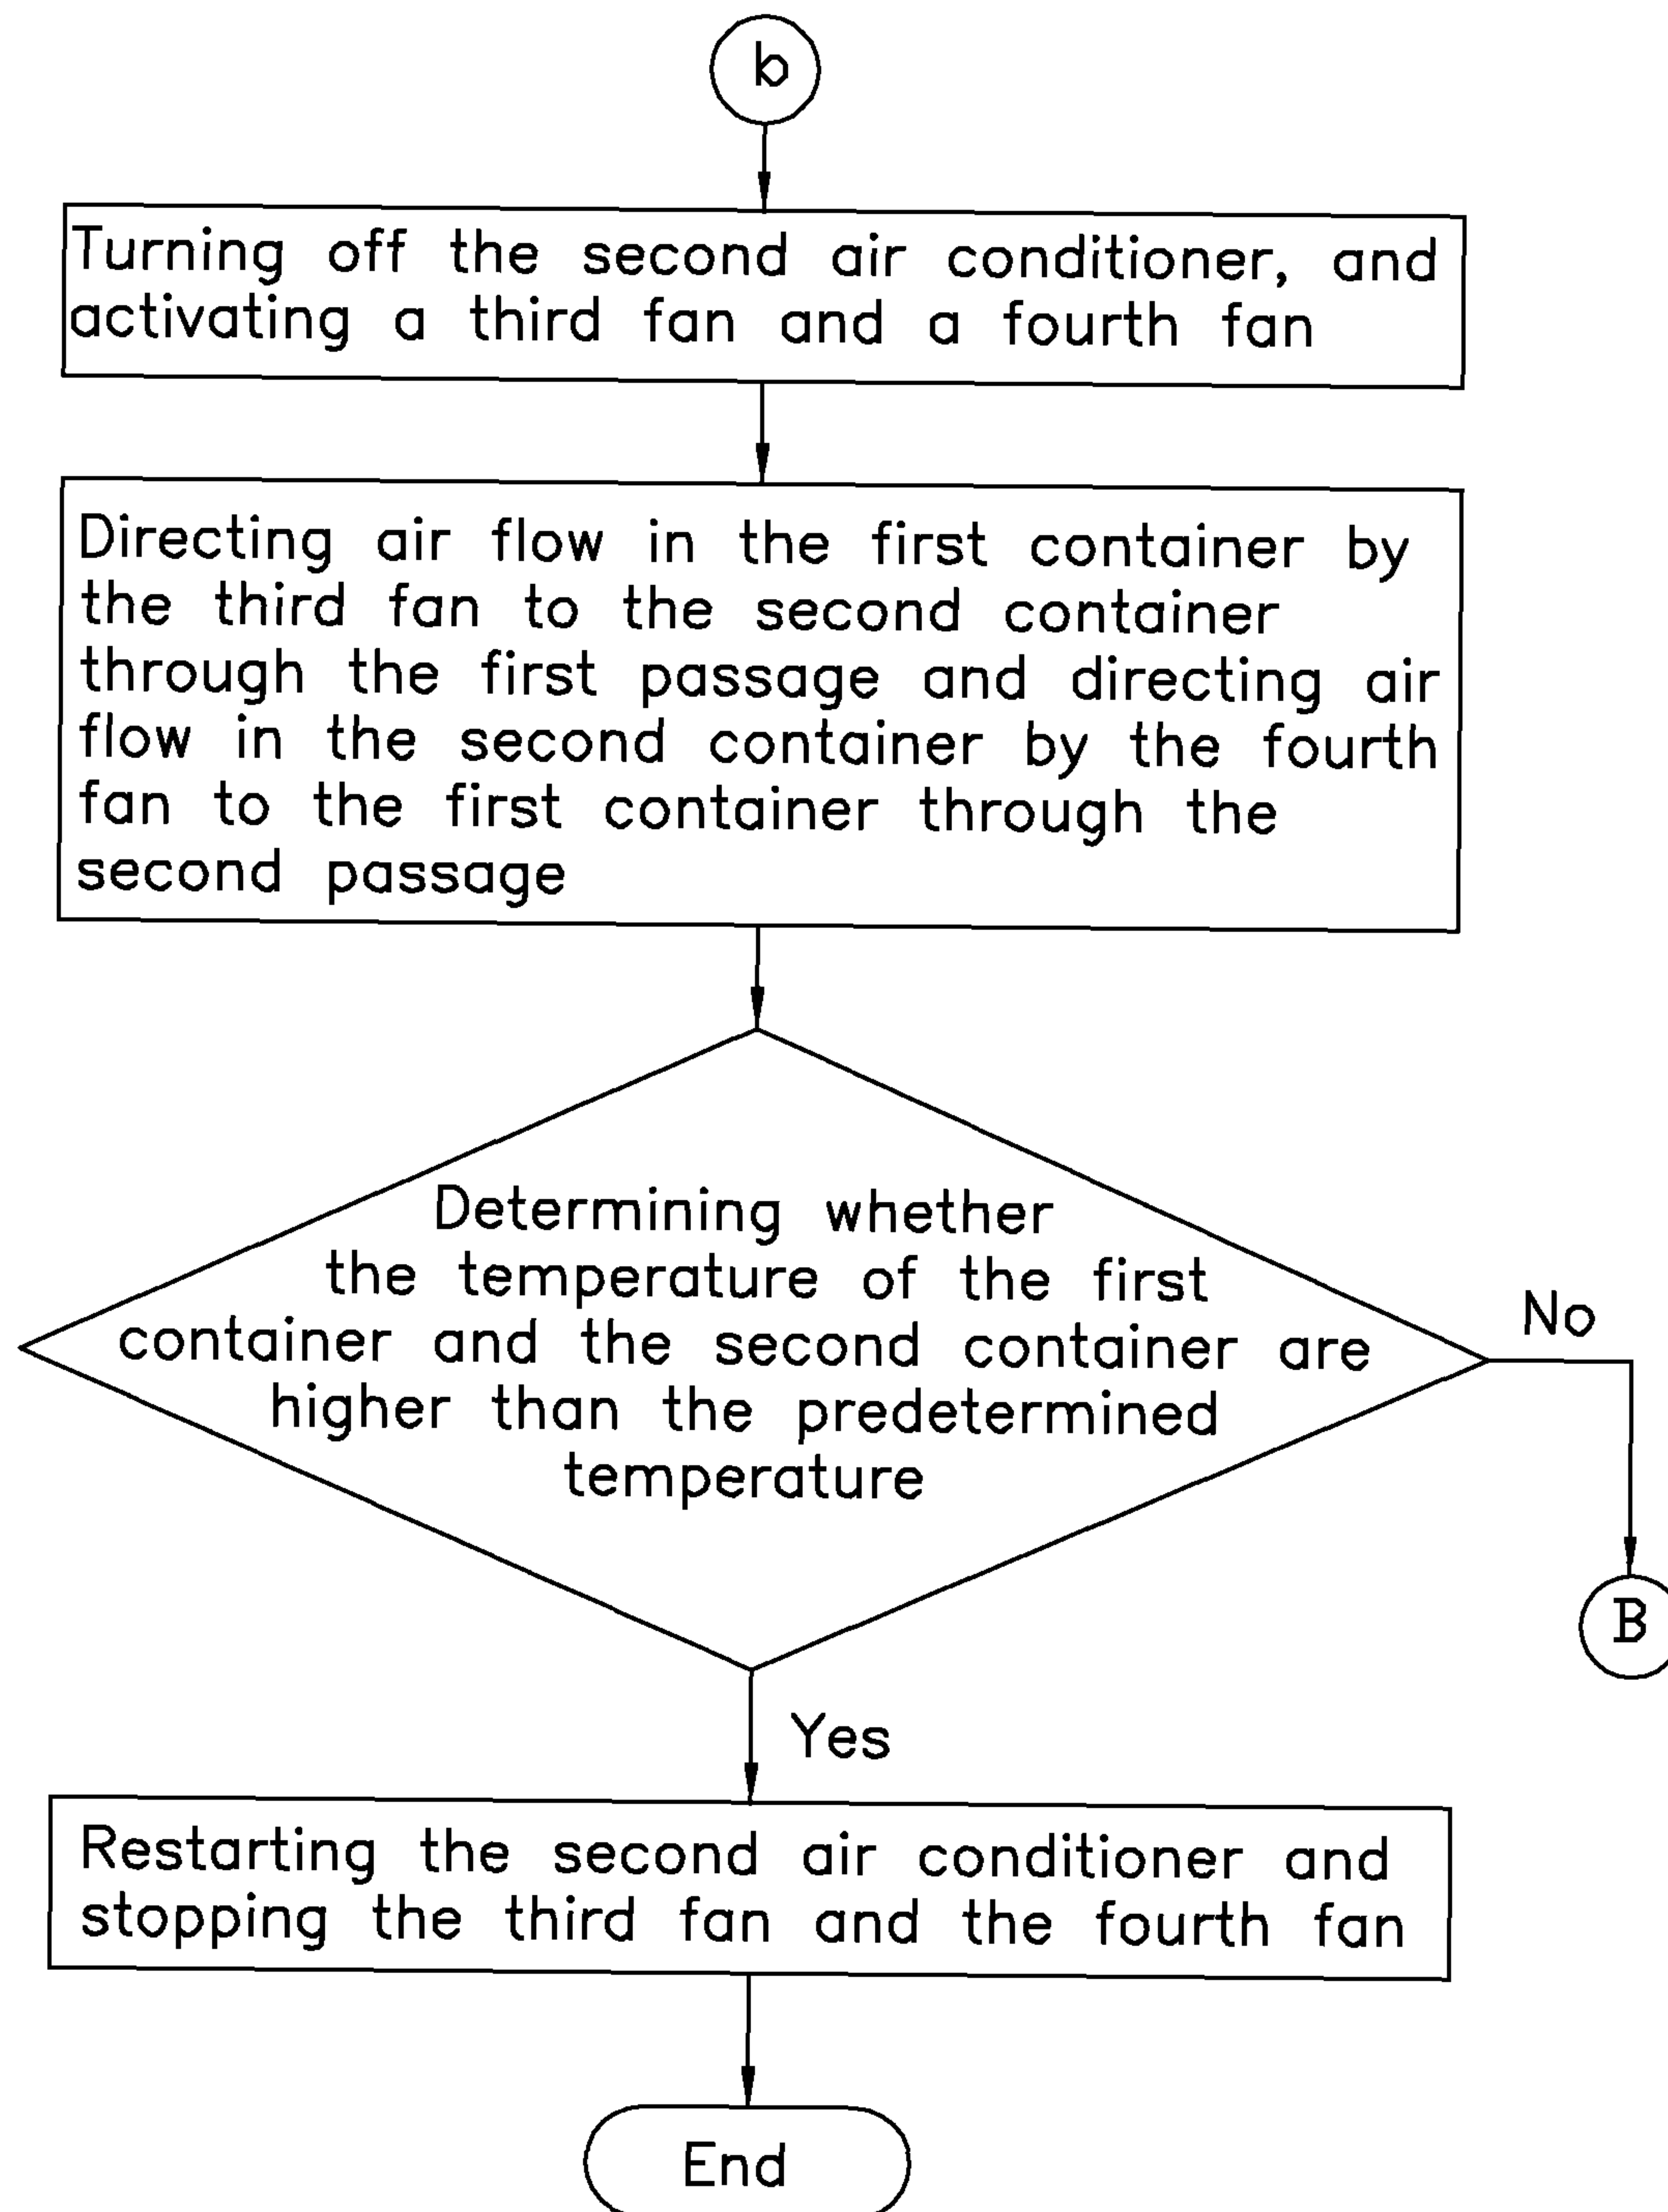 b
Turning off the second air conditioner, and
activating a third fan and a fourth fan
Directing air flow in the first container by
the third fan to the second container
through the first passage and directing air
flow in the second container by the fourth
fan to the first container through the
second passage
Determining whether
the temperature of the first
container and the second container are
higher than the predetermined
temperature
No
B
Yes
Restarting the second air conditioner and
stopping the third fan and the fourth fan
End